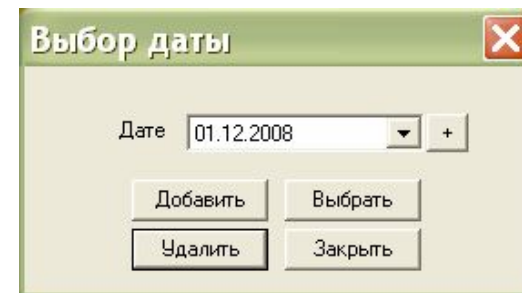 Выбор даты
Дате 01.12.2008 +
Добавить Выбрать
Удалить Закрыть